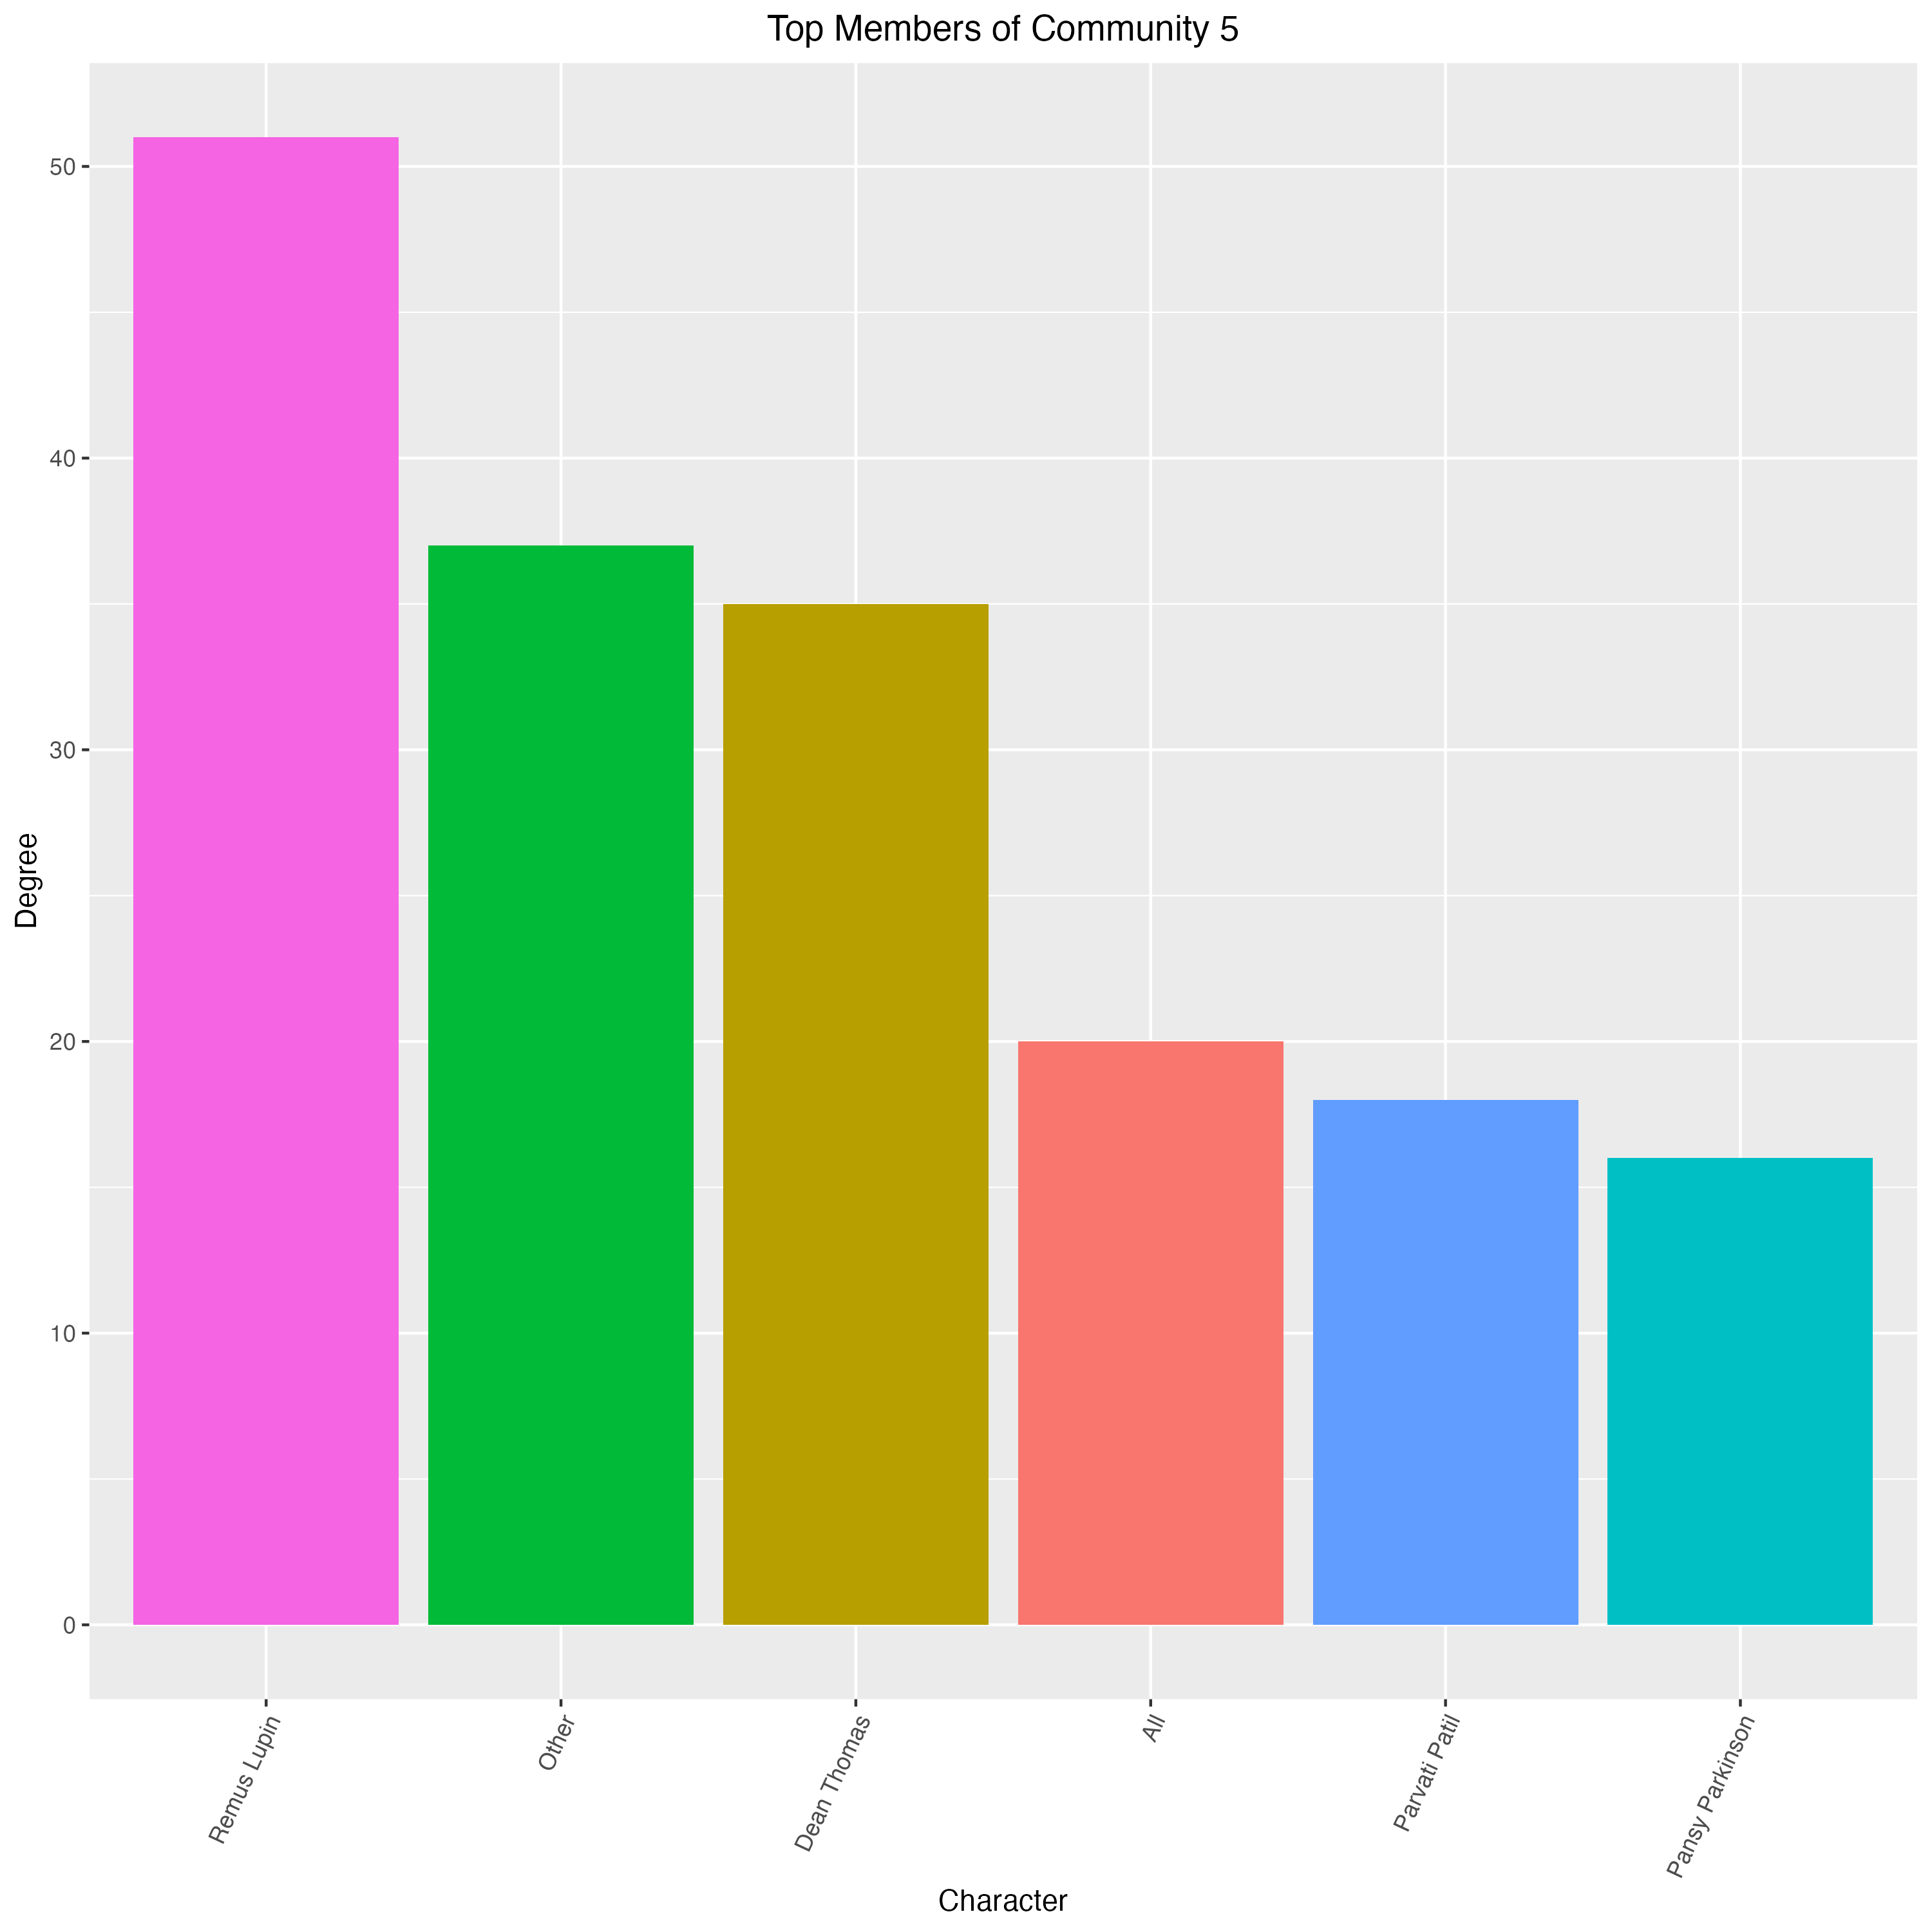 Top Members of Community 5
Degree
50
40
30
20
10
0
Remus Lupin
Other
Dean Thomas
All
Parvati Patil
Pansy Parkinson
Character